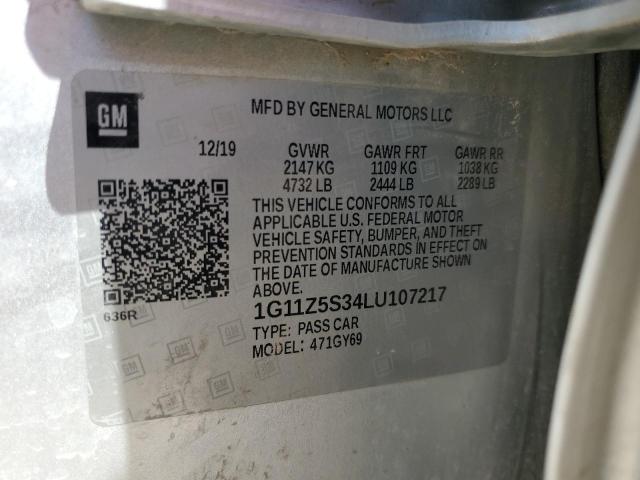 GM
MFD BY GENERAL MOTORS LLC
12/19 GVWR GAWR FRT GAWR RR
2147 KG 1109 KG 1038 KG
4732 LB 2444 LB 2289 LB
THIS VEHICLE CONFORMS TO ALL
APPLICABLE U.S. FEDERAL MOTOR
VEHICLE SAFETY, BUMPER, AND THEFT
PREVENTION STANDARDS IN EFFECT ON
THE DATE OF MANUFACTURE SHOWN
ABOVE.
636R
1G11Z5S34LU107217
TYPE: PASS CAR
MODEL: 471GY69